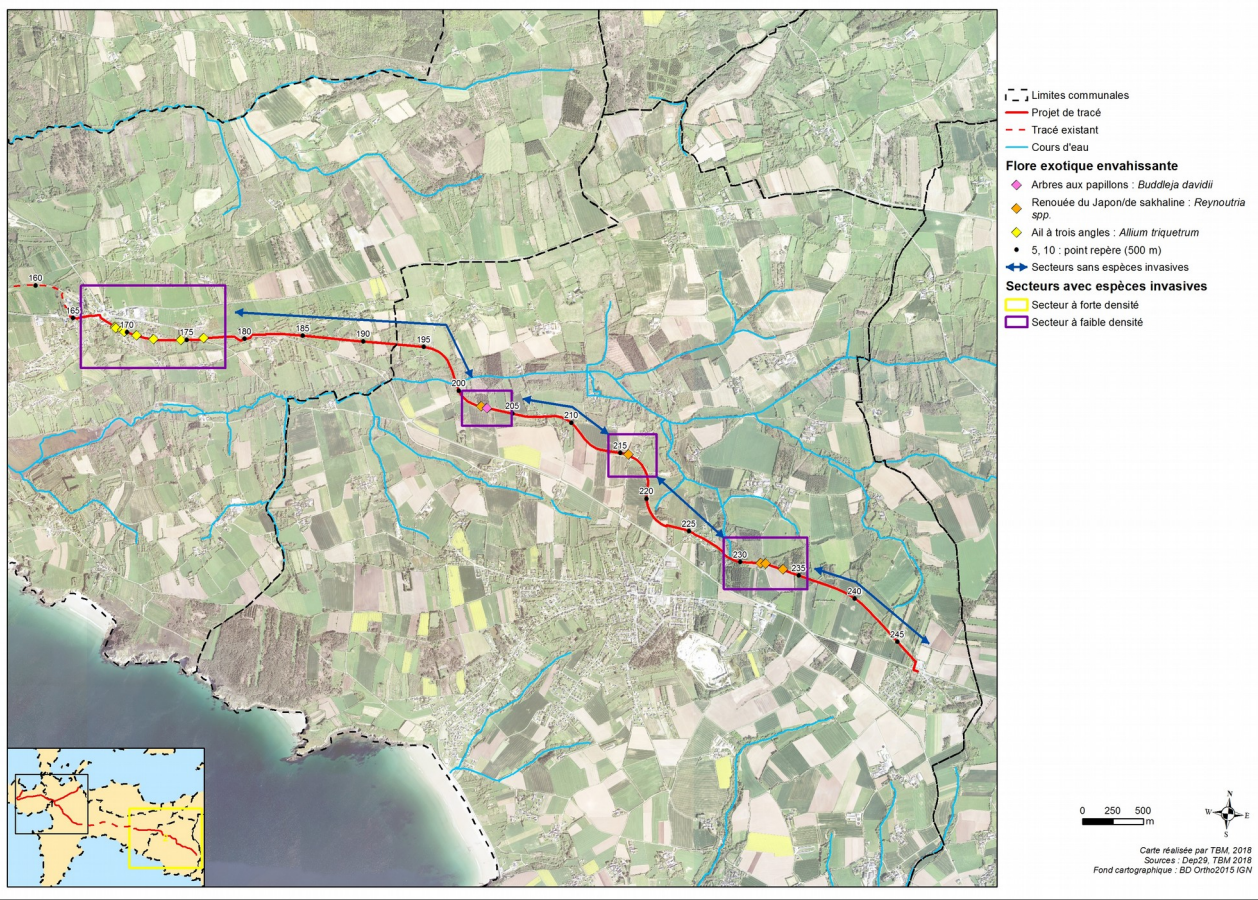 Limites communales
Projet de tracé
Tracé existant
Cours d'eau
Flore exotique envahissante
Arbres aux papillons : Buddleja davidii
Renouée du Japon/de sakhaline : Reynoutria
spp.
Ail à trois angles : Allium triquetrum
5, 10 : point repère (500 m)
Secteurs sans espèces invasives
Secteurs avec espèces invasives
Secteur à forte densité
Secteur à faible densité
160
165
170
175
180
185
190
195
200
205
210
215
220
225
230
235
240
245
N
W
E
S
0 250 500
m
Carte réalisée par TBM, 2018
Sources : Dep29, TBM 2018
Fond cartographique : BD Ortho2015 IGN